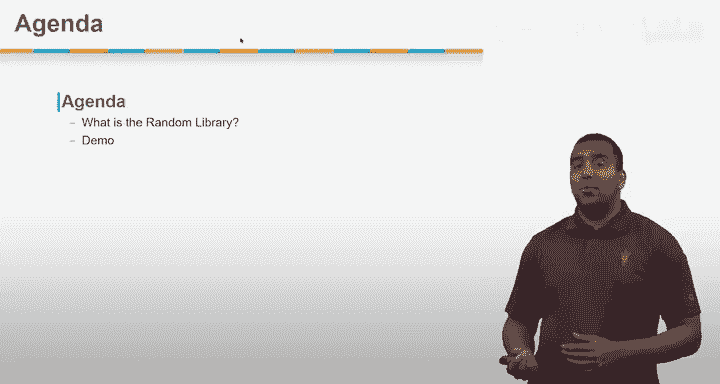 Agenda
Agenda
– What is the Random Library?
– Demo